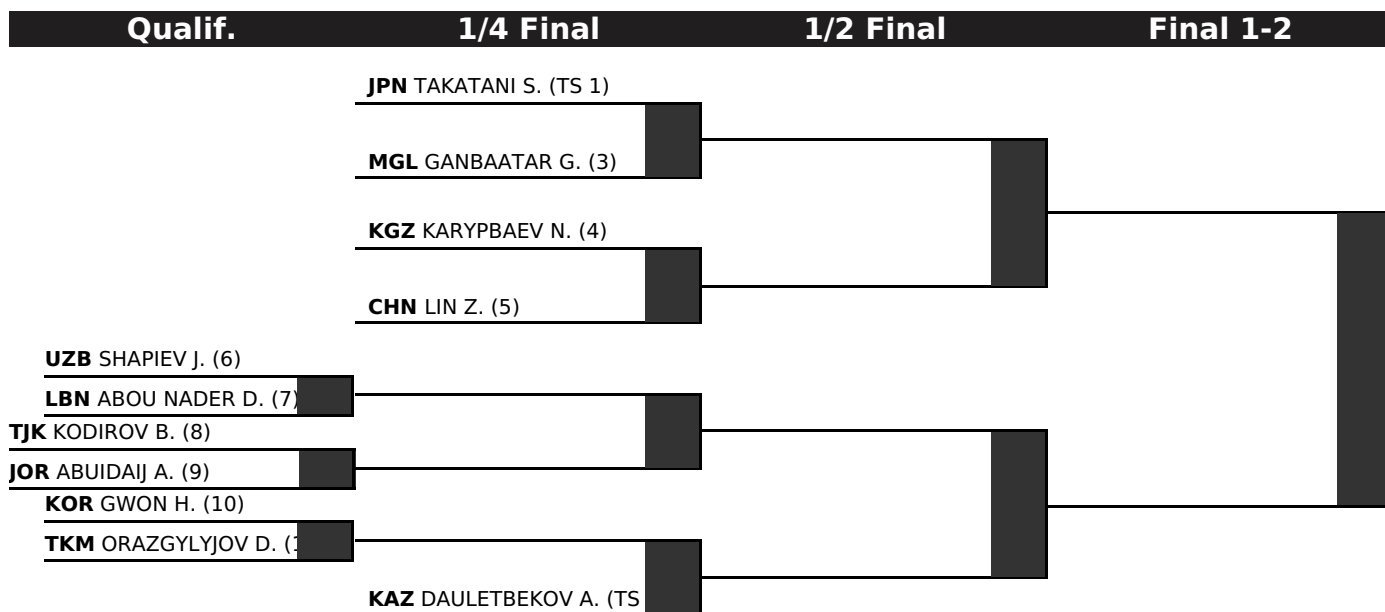 Qualif. 1/4 Final 1/2 Final Final 1-2
JPN TAKATANI S. (TS 1)
MGL GANBAATAR G. (3)
KGZ KARYPBAEV N. (4)
CHN LIN Z. (5)
UZB SHAPIEV J. (6)
LBN ABOU NADER D. (7)
TJK KODIROV B. (8)
JOR ABUIDAIJ A. (9)
KOR GWON H. (10)
TKM ORAZGYLYJOV D.
KAZ DAULETBEKOV A. (TS